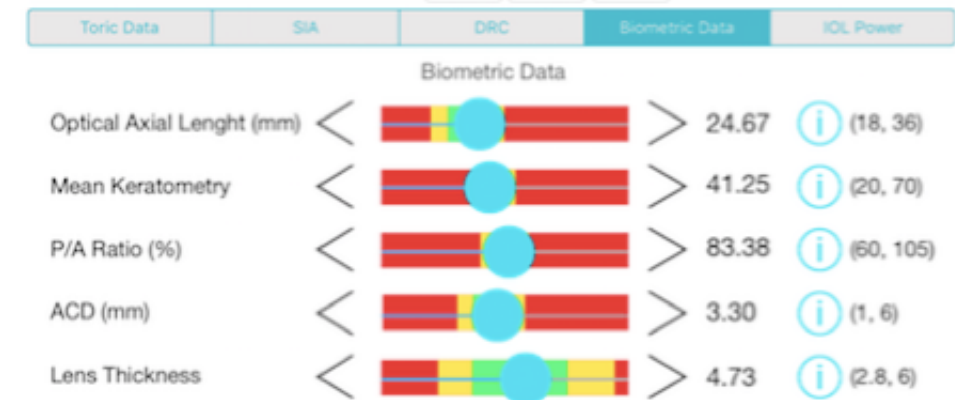 Toric Data SIA DRC Biometric Data IOL Power
Biometric Data
Optical Axial Lenght (mm) 24.67 i (18, 36)
Mean Keratometry 41.25 i (20, 70)
P/A Ratio (%) 83.38 i (60, 105)
ACD (mm) 3.30 i (1, 6)
Lens Thickness 4.73 i (2.8, 6)